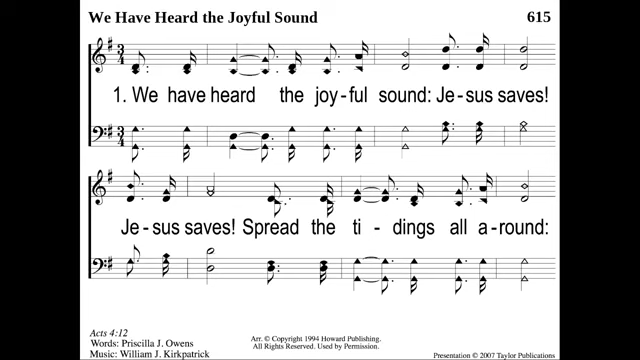 We Have Heard the Joyful Sound 615
1. We have heard the joy-ful sound: Je-sus saves!
Je-sus saves! Spread the ti - dings all a-round:
Acts 4:12
Words: Priscilla J. Owens
Music: William J. Kirkpatrick
Arr. © Copyright 1994 Howard Publishing.
All Rights Reserved. Used by Permission.
Presentation © 2007 Taylor Publications